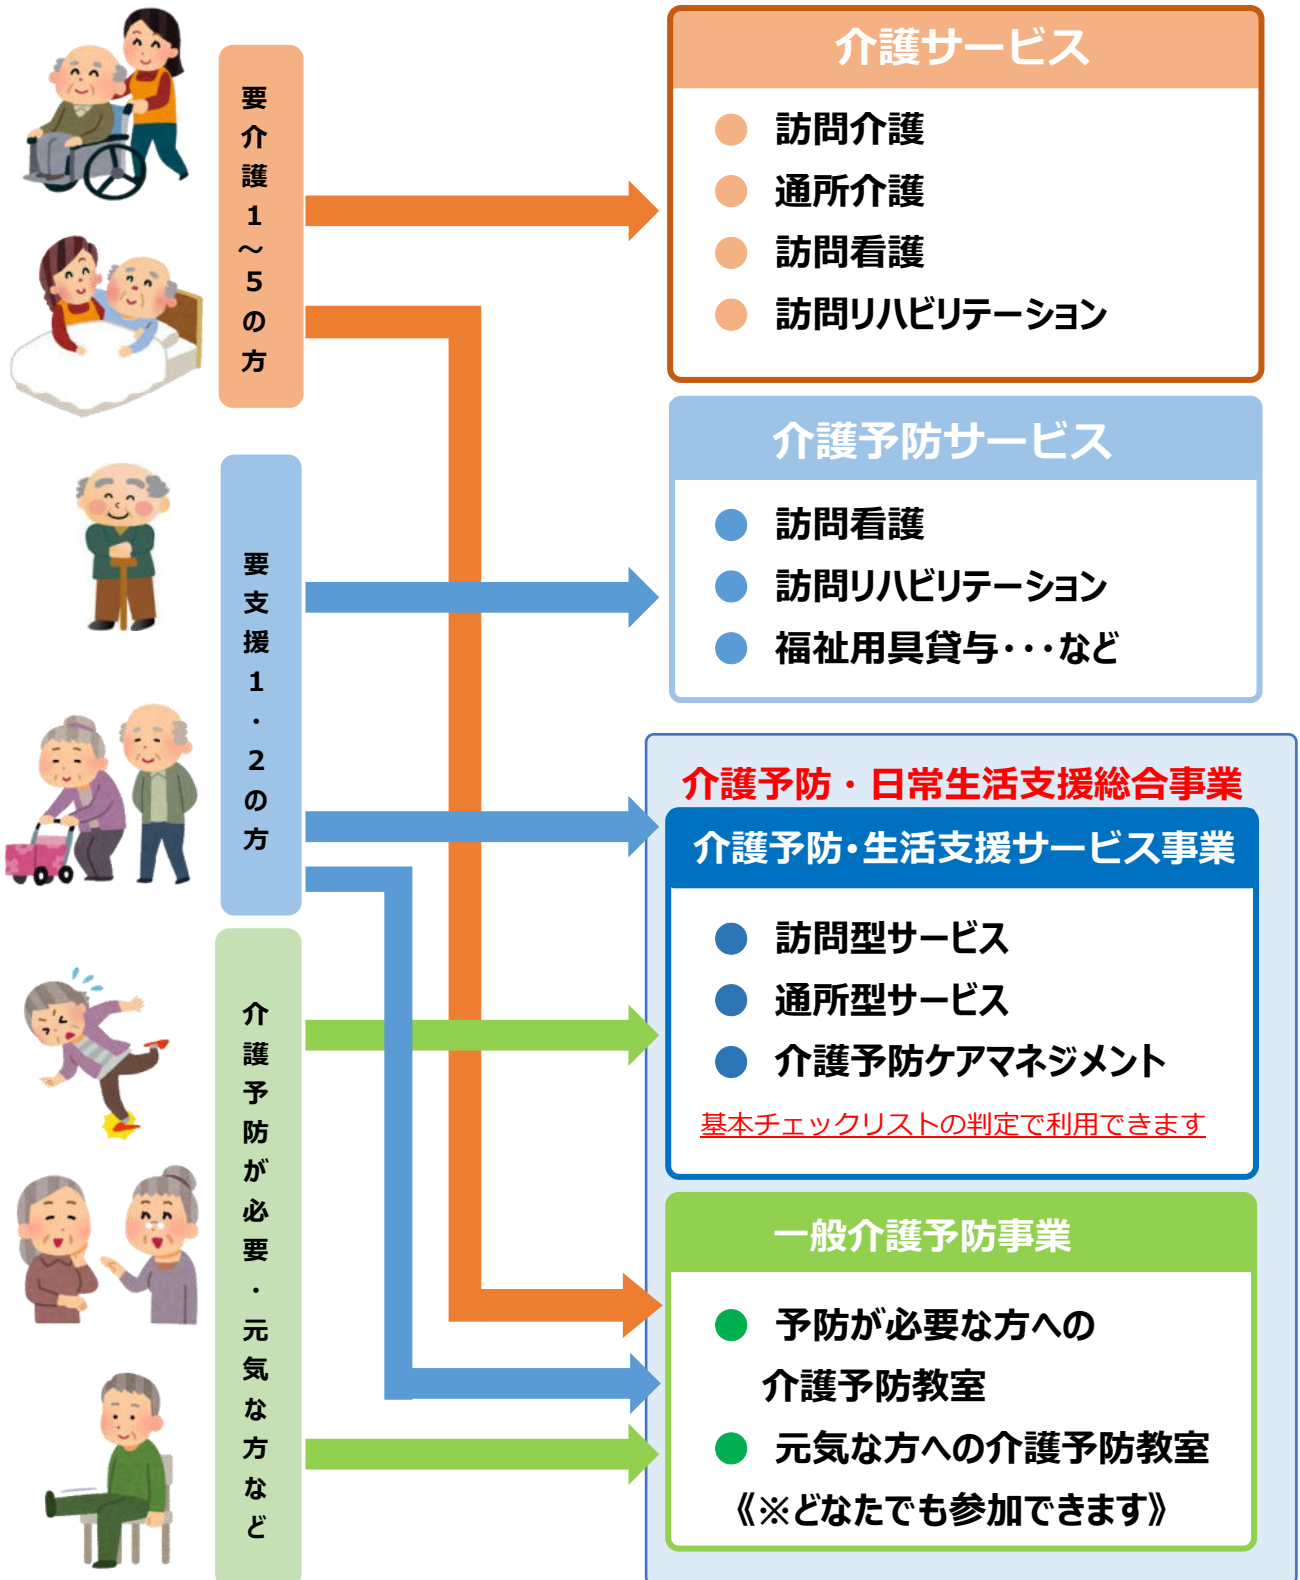 要介護1～5の方
介護サービス
訪問介護
通所介護
訪問看護
訪問リハビリテーション
要支援1・2の方
介護予防サービス
訪問看護
訪問リハビリテーション
福祉用具貸与・・・など
介護予防が必要・元気な方など
介護予防・日常生活支援総合事業
介護予防・生活支援サービス事業
訪問型サービス
通所型サービス
介護予防ケアマネジメント
基本チェックリストの判定で利用できます
一般介護予防事業
予防が必要な方への
介護予防教室
元気な方への介護予防教室
《※どなたでも参加できます》